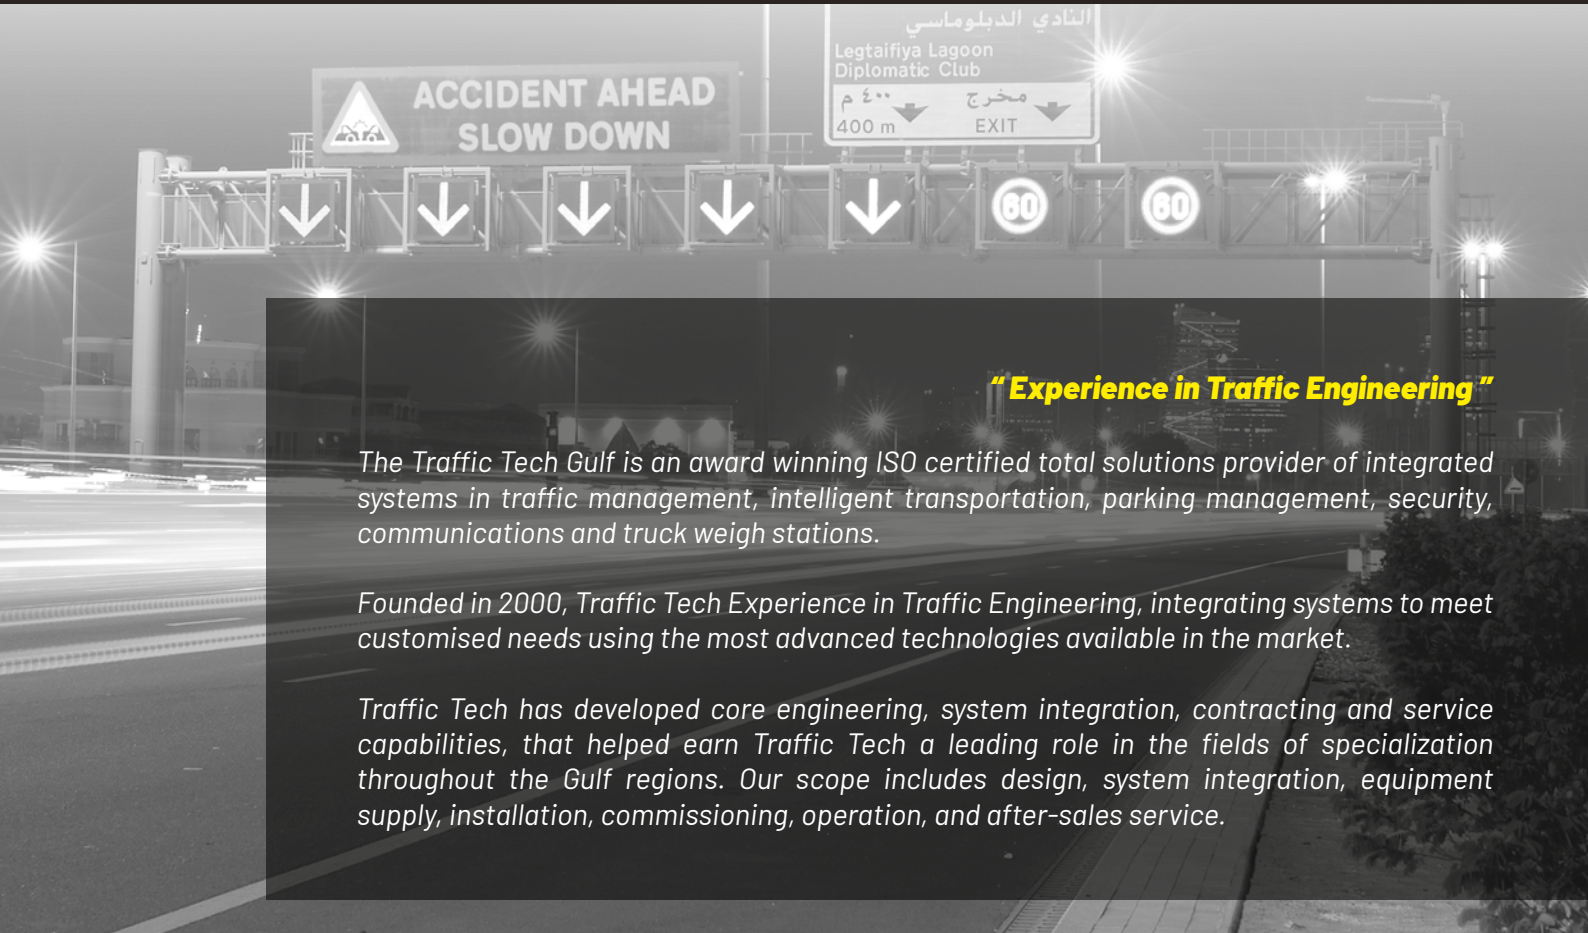 النادي الدبلوماسي
Legtaifiya Lagoon
Diplomatic Club
٤٠٠ م مخرج
400 m EXIT
ACCIDENT AHEAD
SLOW DOWN
60 60
“ Experience in Traffic Engineering ”
The Traffic Tech Gulf is an award winning ISO certified total solutions provider of integrated
systems in traffic management, intelligent transportation, parking management, security,
communications and truck weigh stations.
Founded in 2000, Traffic Tech Experience in Traffic Engineering, integrating systems to meet
customised needs using the most advanced technologies available in the market.
Traffic Tech has developed core engineering, system integration, contracting and service
capabilities, that helped earn Traffic Tech a leading role in the fields of specialization
throughout the Gulf regions. Our scope includes design, system integration, equipment
supply, installation, commissioning, operation, and after-sales service.